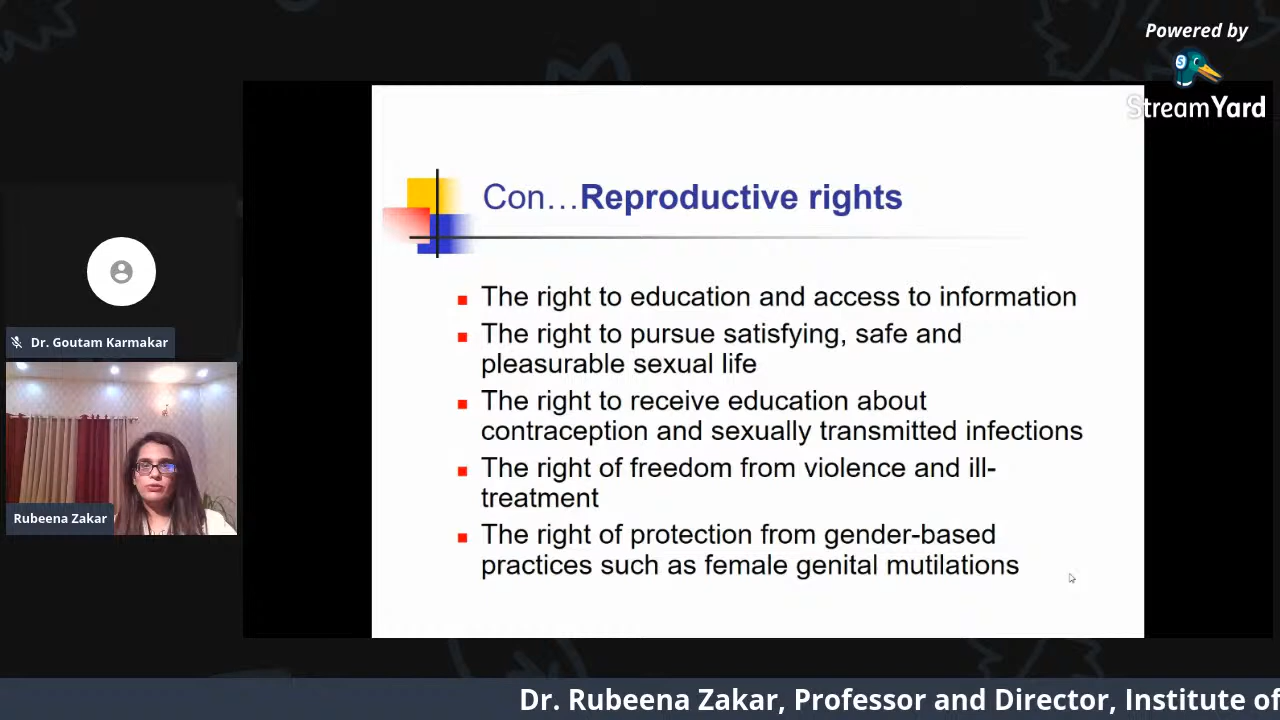 Powered by
StreamYard
Con…Reproductive rights
The right to education and access to information
The right to pursue satisfying, safe and
pleasurable sexual life
The right to receive education about
contraception and sexually transmitted infections
The right of freedom from violence and ill-
treatment
The right of protection from gender-based
practices such as female genital mutilations
Dr. Goutam Karmakar
Rubeena Zakar
Dr. Rubeena Zakar, Professor and Director, Institute of